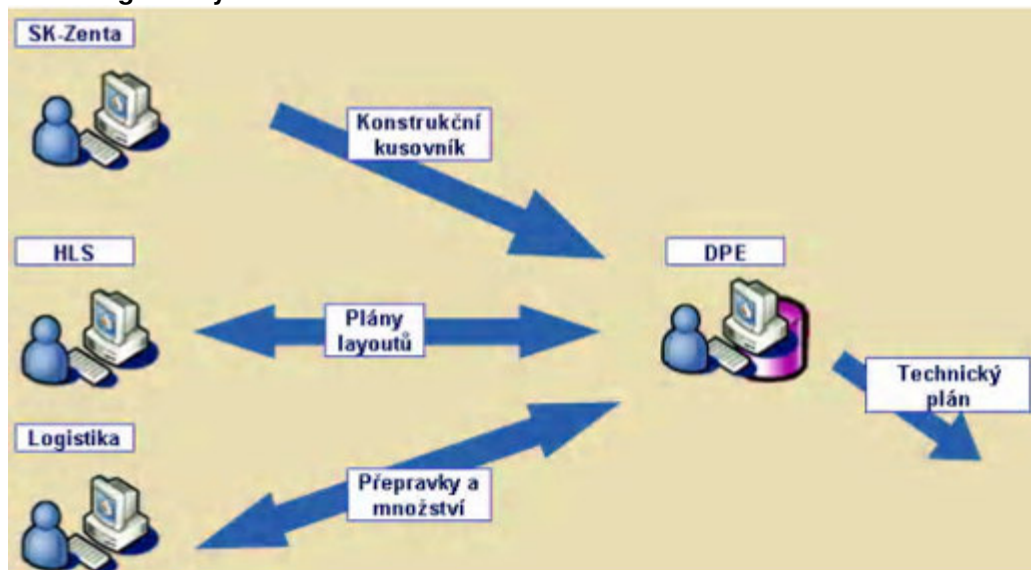 SK-Zenta
Konstrukční
kusovník
HLS
DPE
Plány
layoutů
Technický
plán
Logistika
Přepravky a
množství